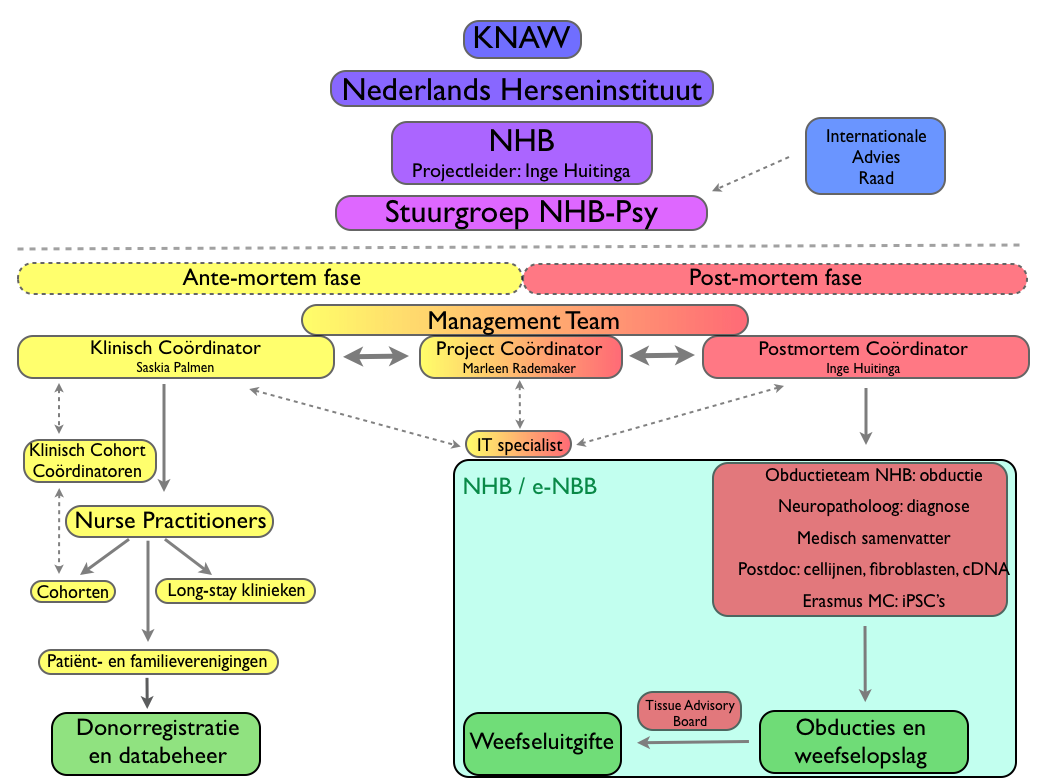 KNAW
Nederlands Herseninstituut
NHB
Projectleider: Inge Huitinga
Internationale
Advies
Raad
Stuurgroep NHB-Psy
Ante-mortem fase
Post-mortem fase
Management Team
Klinisch Coördinator
Saskia Palmen
Project Coördinator
Marleen Rademaker
Postmortem Coördinator
Inge Huitinga
IT specialist
Klinisch Cohort
Coördinatoren
NHB / e-NBB
Obductieteam NHB: obductie
Neuropatholoog: diagnose
Medisch samenvatter
Postdoc: cellijnen, fibroblasten, cDNA
Erasmus MC: iPSC's
Nurse Practitioners
Cohorten
Long-stay klinieken
Patiënt- en familieverenigingen
Donorregistratie
en databeheer
Weefseluitgifte
Tissue Advisory
Board
Obducties en
weefselopslag